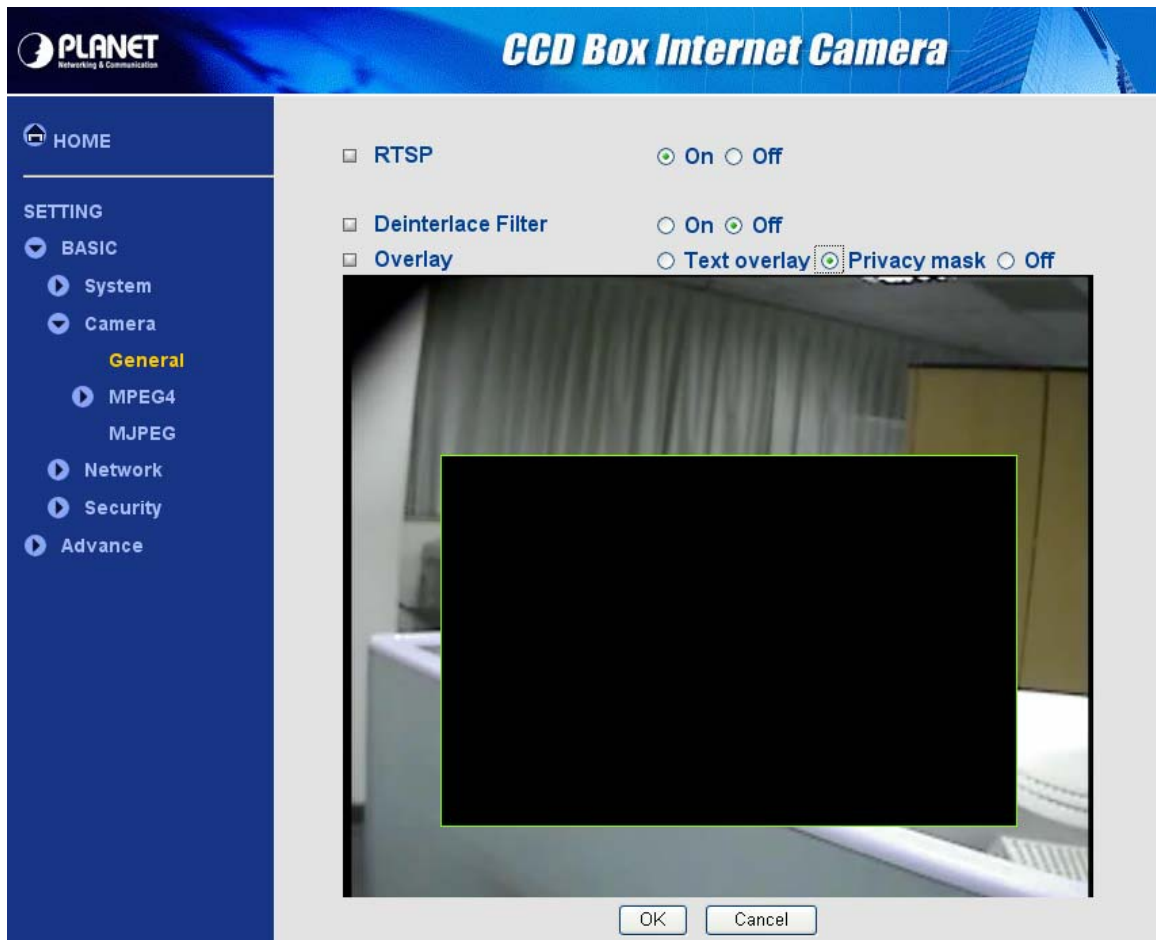 PLANET
Networking & Communication
CCD Box Internet Camera
HOME
SETTING
BASIC
System
Camera
General
MPEG4
MJPEG
Network
Security
Advance
RTSP On Off
Deinterlace Filter On Off
Overlay Text overlay Privacy mask Off
OK Cancel